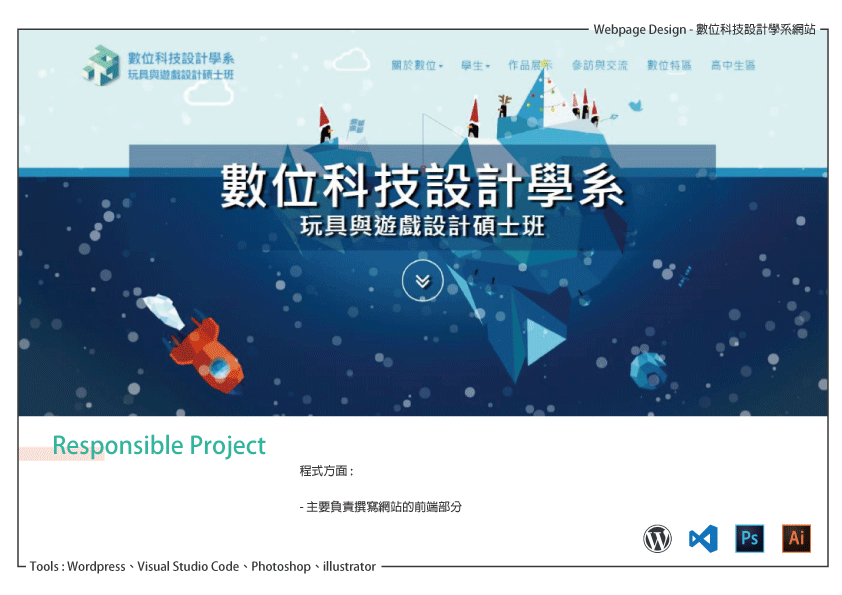 Webpage Design - 數位科技設計學系網站
數位科技設計學系
玩具與遊戲設計碩士班
關於數位 學生 作品展示 參訪與交流 數位特區 高中生區
數位科技設計學系
玩具與遊戲設計碩士班
Responsible Project
程式方面 :
- 主要負責撰寫網站的前端部分
Ps Ai
Tools : Wordpress、Visual Studio Code、Photoshop、illustrator